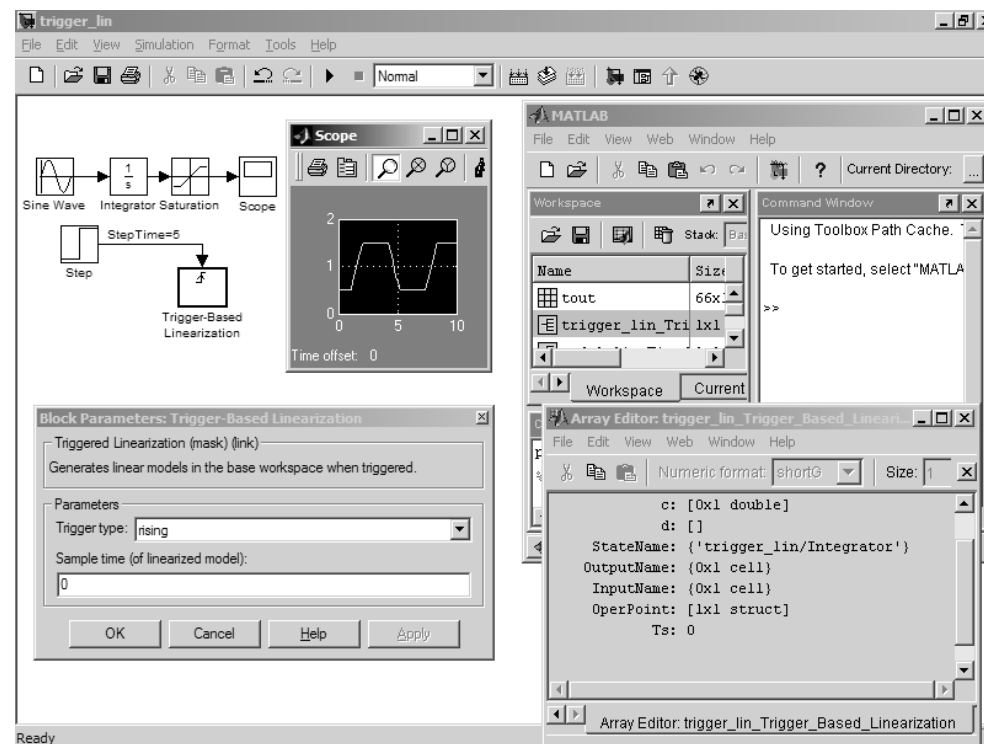 trigger_lin
File Edit View Simulation Format Tools Help
Normal
Sine Wave
1
s
Integrator
Saturation
Scope
Step
StepTime=5
Trigger-Based
Linearization
Scope
2
1
0
0 5 10
Time offset: 0
MATLAB
File Edit View Web Window Help
? Current Directory: ...
Workspace
Stack: Bas
Name Size
tout 66x1
trigger_lin_Tri 1x1
Workspace Current
Command Window
Using Toolbox Path Cache.
To get started, select "MATLA
>>
Block Parameters: Trigger-Based Linearization
Triggered Linearization (mask) (link)
Generates linear models in the base workspace when triggered.
Parameters
Trigger type: rising
Sample time (of linearized model):
0
OK Cancel Help Apply
Array Editor: trigger_lin_Trigger_Based_Lineari...
File Edit View Web Window Help
Numeric format: shortG Size: 1
c: [0x1 double]
d: []
StateName: {'trigger_lin/Integrator'}
OutputName: {0x1 cell}
InputName: {0x1 cell}
OperPoint: [1x1 struct]
Ts: 0
Array Editor: trigger_lin_Trigger_Based_Linearization
Ready